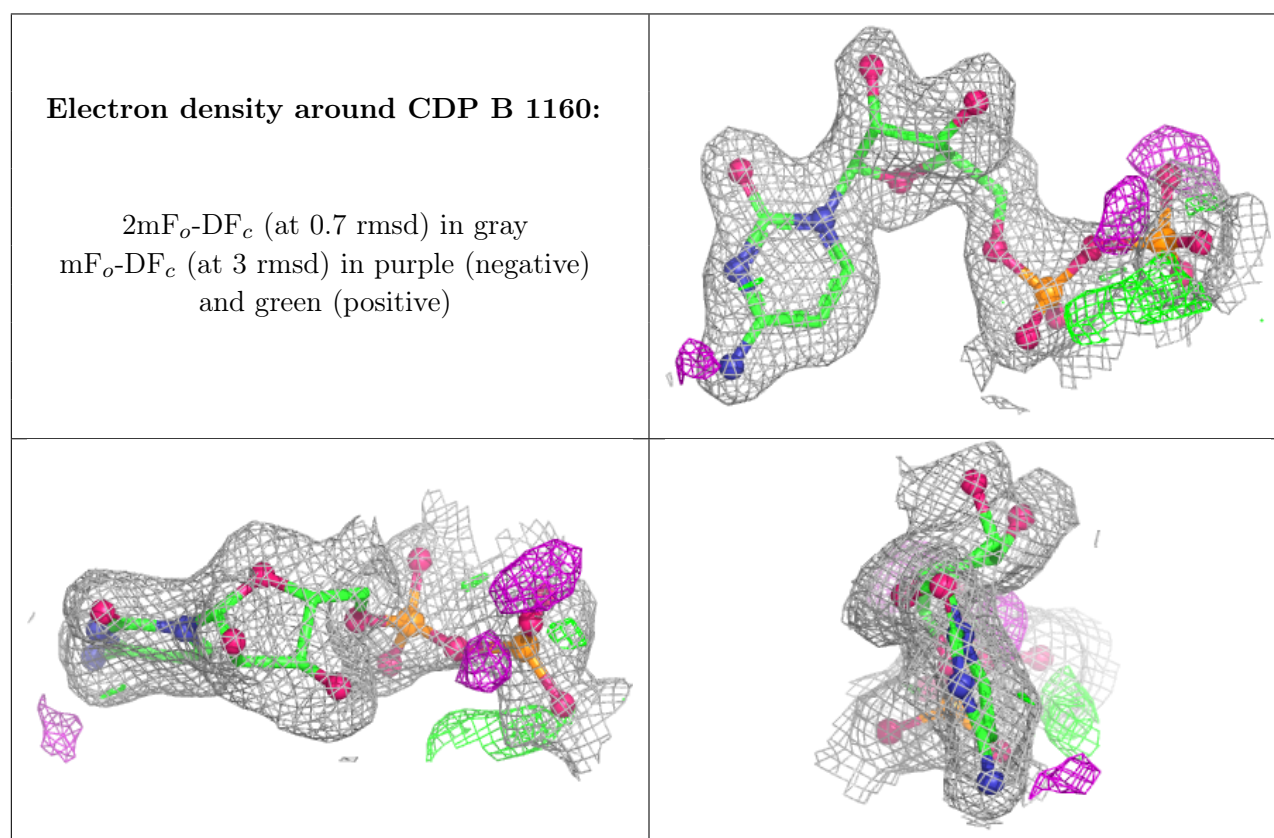 Electron density around CDP B 1160:
2mFo-DFc (at 0.7 rmsd) in gray
mFo-DFc (at 3 rmsd) in purple (negative)
and green (positive)